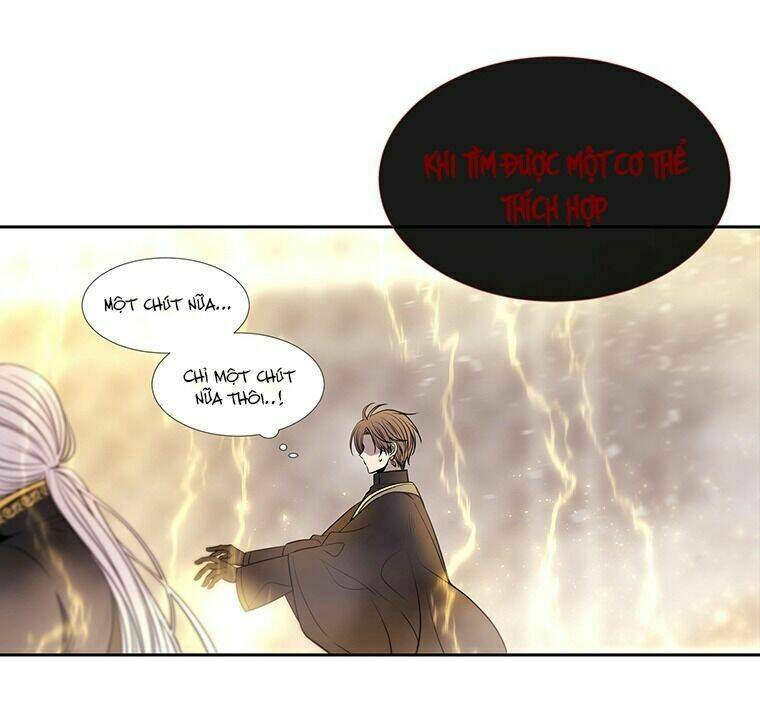 KHI TÌM ĐƯỢC MỘT CƠ THỂ
THÍCH HỢP
MỘT CHÚT NỮA...
CHỈ MỘT CHÚT
NỮA THÔI..!